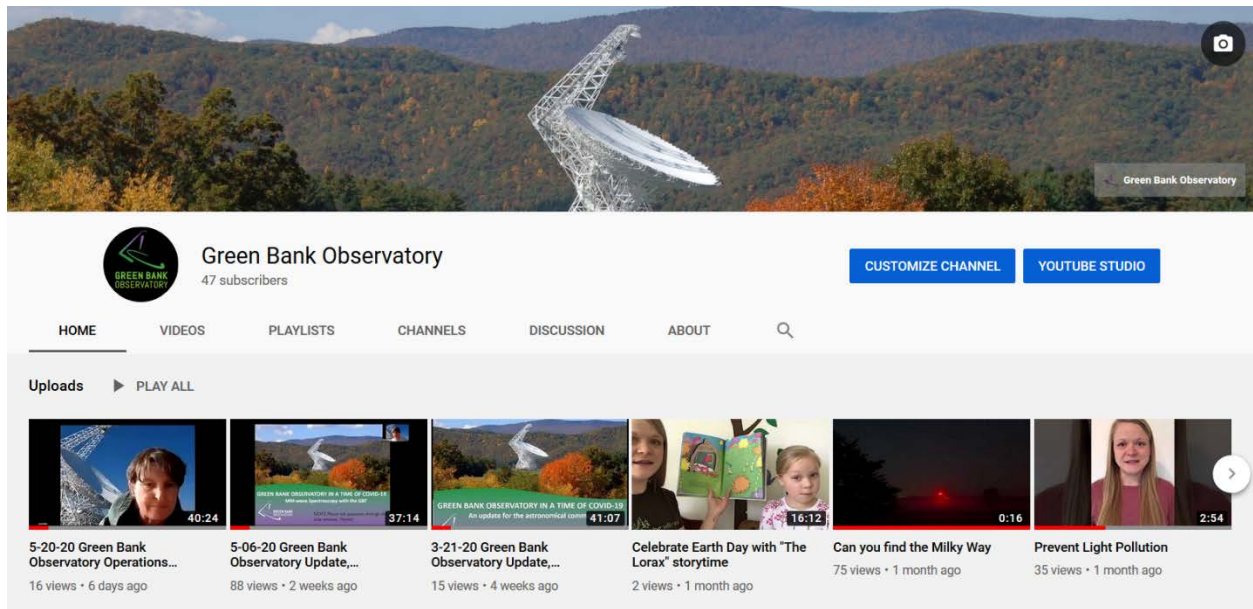 Green Bank Observatory
GREEN BANK
OBSERVATORY
Green Bank Observatory
47 subscribers
CUSTOMIZE CHANNEL
YOUTUBE STUDIO
HOME
VIDEOS
PLAYLISTS
CHANNELS
DISCUSSION
ABOUT
Uploads
PLAY ALL
40:24
GREEN BANK OBSERVATORY IN A TIME OF COVID-19
MM-wave Spectroscopy with the GBT
37:14
GREEN BANK OBSERVATORY IN A TIME OF COVID-19
An update for the astronomical
41:07
16:12
0:16
2:54
5-20-20 Green Bank
Observatory Operations...
16 views • 6 days ago
5-06-20 Green Bank
Observatory Update,...
88 views • 2 weeks ago
3-21-20 Green Bank
Observatory Update,...
15 views • 4 weeks ago
Celebrate Earth Day with "The
Lorax" storytime
2 views • 1 month ago
Can you find the Milky Way
75 views • 1 month ago
Prevent Light Pollution
35 views • 1 month ago